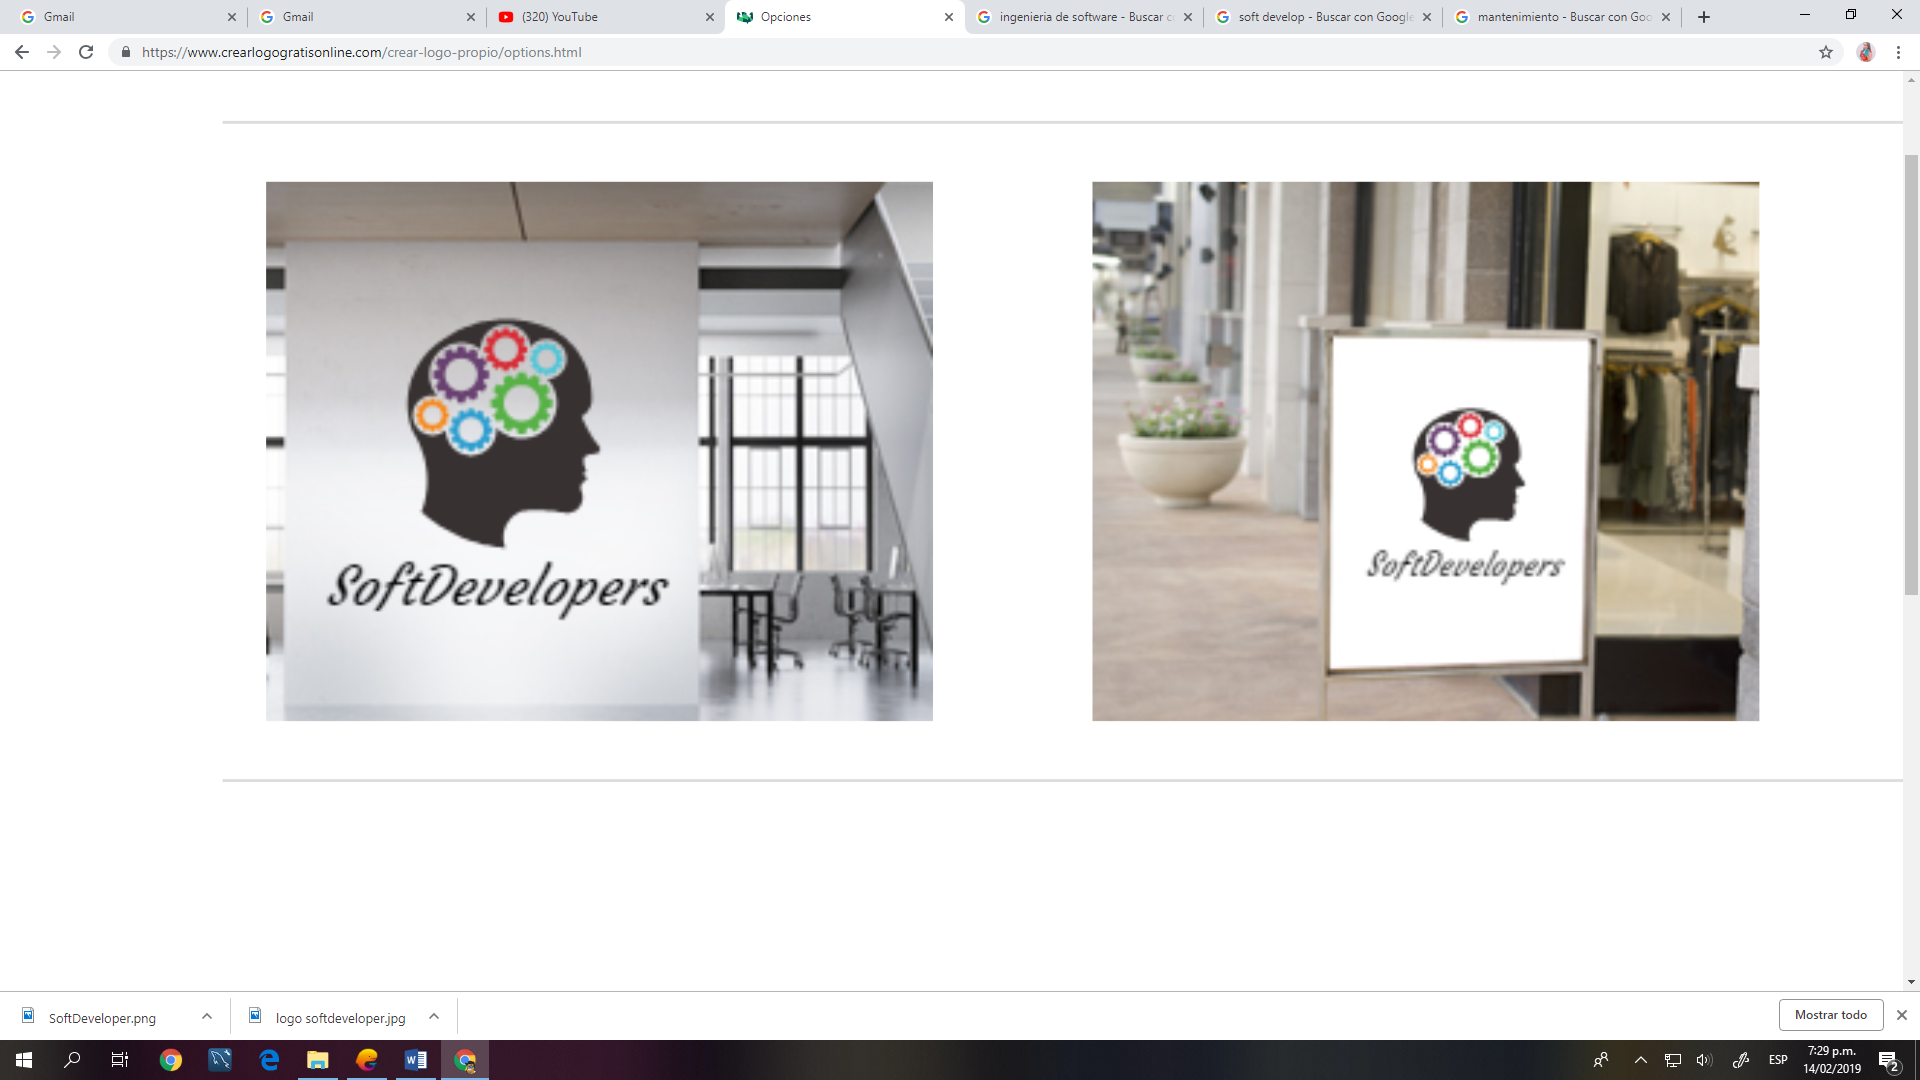 Gmail
Gmail
(320) YouTube
Opciones
ingenieria de software - Buscar c
soft develop - Buscar con Google
mantenimiento - Buscar con Goo
https://www.crearlogogratisonline.com/crear-logo-propio/options.html
SoftDevelopers
SoftDevelopers
SoftDeveloper.png
logo softdeveloper.jpg
Mostrar todo
ESP
7:29 p.m.
14/02/2019
2